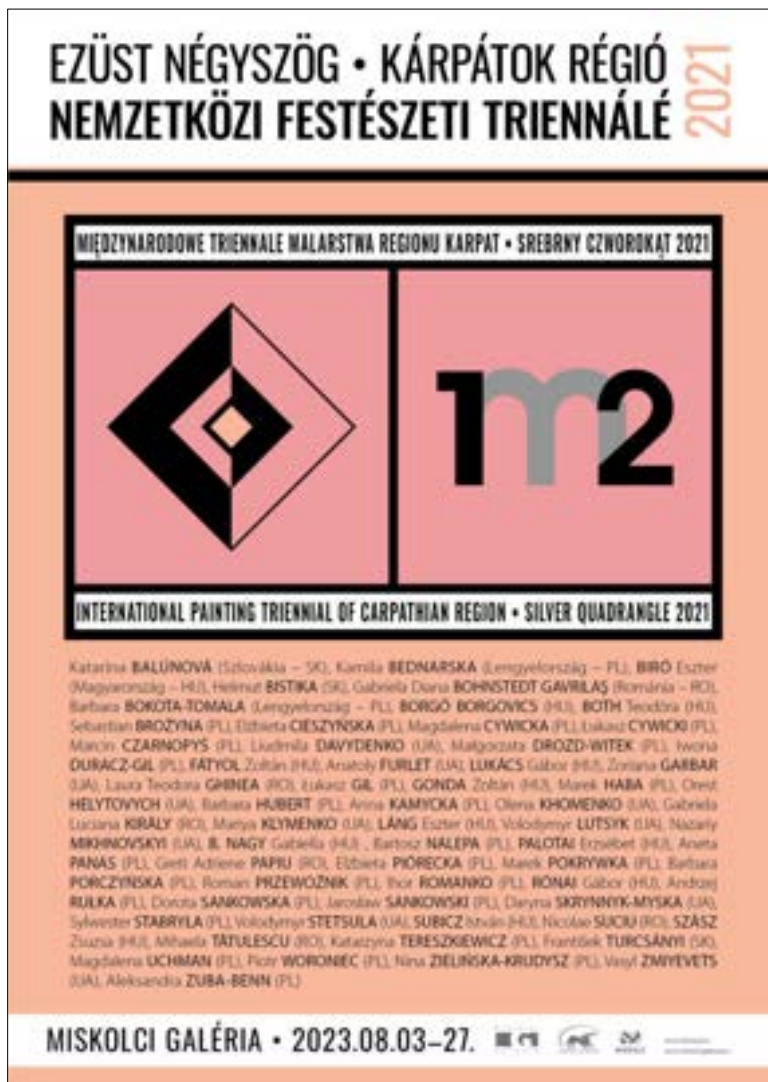 EZÜST NÉGYSZÖG • KÁRPÁTOK RÉGIÓ
NEMZETKÖZI FESTÉSZETI TRIENNÁLÉ
2021
MIĘDZYNARODOWE TRIENNALE MALARSTWA REGIONU KARPAT • SREBRNY CZWOROKĄT 2021
1m2
INTERNATIONAL PAINTING TRIENNIAL OF CARPATHIAN REGION • SILVER QUADRANGLE 2021
Katarína BALÚNOVÁ (Szlovákia – SK), Kamila BEDNARSKA (Lengyelország – PL), BIRÓ Eszter
(Magyarország – HU), Helmut BISTIKA (SK), Gabriela Diana BOHNSTEDT GAVRILAŞ (Románia – RO),
Barbara BOKOTA-TOMALA (Lengyelország – PL), BORGÓ BORGOVICS (HU), BOTH Teodóra (HU),
Sebastian BROŻYNA (PL), Elżbieta CIESZYŃSKA (PL), Magdalena CYWICKA (PL), Łukasz CYWICKI (PL),
Marcin CZARNOPYŚ (PL), Liudmila DAVYDENKO (UA), Małgorzata DROZD-WITEK (PL), Iwona
DURACZ-GIL (PL), FÁTYOL Zoltán (HU), Anatoly FURLET (UA), LUKÁCS Gábor (HU), Zoriana GARBAR
(UA), Laura Teodora GHINEA (RO), Łukasz GIL (PL), GONDA Zoltán (HU), Marek HABA (PL), Orest
HELYTOVYCH (UA), Barbara HUBERT (PL), Anna KAMYCKA (PL), Olena KHOMENKO (UA), Gabriela
Luciana KIRÁLY (RO), Mariya KLYMENKO (UA), LÁNG Eszter (HU), Volodymyr LUTSYK (UA), Nazariy
MIKHNOVSKYI (UA), B. NAGY Gabriella (HU) , Bartosz NALEPA (PL), PALOTAI Erzsébet (HU), Aneta
PANAS (PL), Gretl Adriene PAPIU (RO), Elżbieta PIÓRECKA (PL), Marek POKRYWKA (PL), Barbara
PORCZYŃSKA (PL), Roman PRZEWOŹNIK (PL), Ihor ROMANKO (PL), RÓNAI Gábor (HU), Andrzej
RUŁKA (PL), Dorota SANKOWSKA (PL), Jarosław SANKOWSKI (PL), Daryna SKRYNNYK-MYSKA (UA),
Sylwester STABRYŁA (PL), Volodymyr STETSULA (UA), SUBICZ István (HU), Nicolae SUCIU (RO), SZÁSZ
Zsuzsa (HU), Mihaela TĂTULESCU (RO), Katarzyna TERESZKIEWICZ (PL), František TURCSÁNYI (SK),
Magdalena UCHMAN (PL), Piotr WORONIEC (PL), Nina ZIELIŃSKA-KRUDYSZ (PL), Vasyl ZMIYEVETS
(UA), Aleksandra ZUBA-BENN (PL)
MISKOLCI GALÉRIA • 2023.08.03–27.